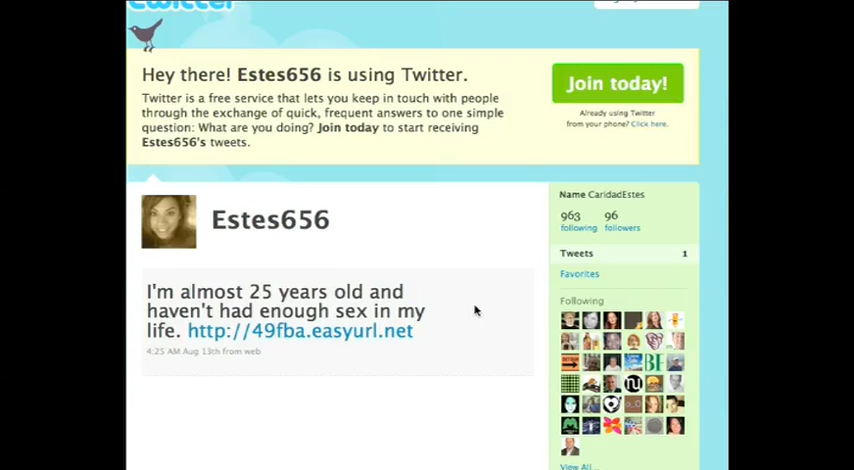 twitter
Hey there! Estes656 is using Twitter.
Twitter is a free service that lets you keep in touch with people
through the exchange of quick, frequent answers to one simple
question: What are you doing? Join today to start receiving
Estes656's tweets.
Join today!
Already using Twitter
from your phone? Click here.
Estes656
I'm almost 25 years old and
haven't had enough sex in my
life. http://49fba.easyurl.net
4:25 AM Aug 13th from web
Name CaridadEstes
963 96
following followers
Tweets 1
Favorites
Following
View All...